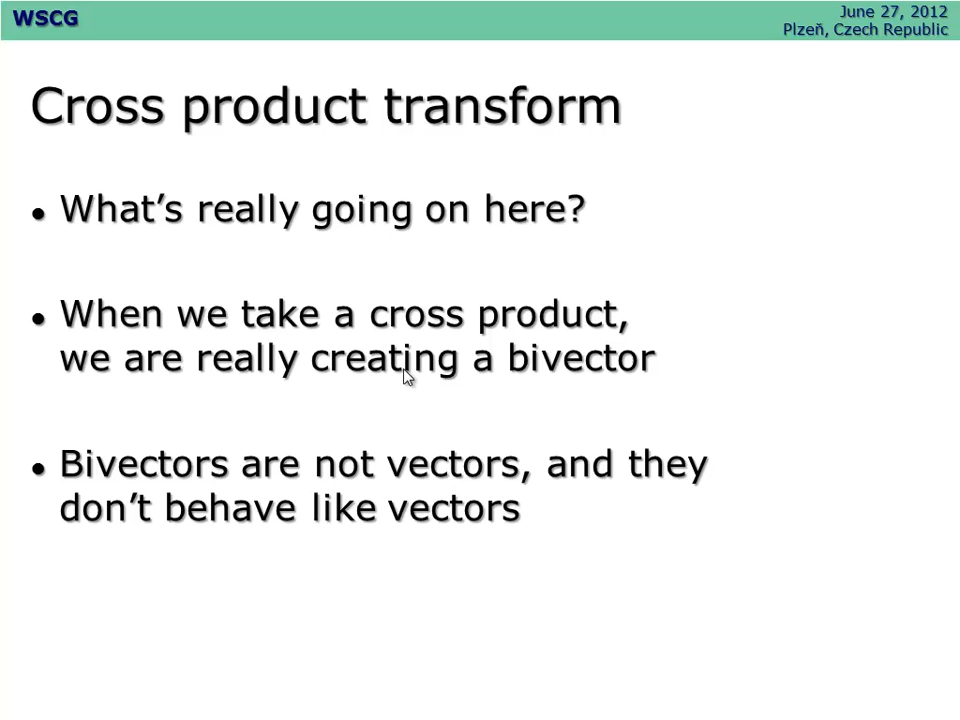 WSCG
June 27, 2012
Plzeň, Czech Republic
Cross product transform
• What’s really going on here?
• When we take a cross product,
we are really creating a bivector
• Bivectors are not vectors, and they
don’t behave like vectors